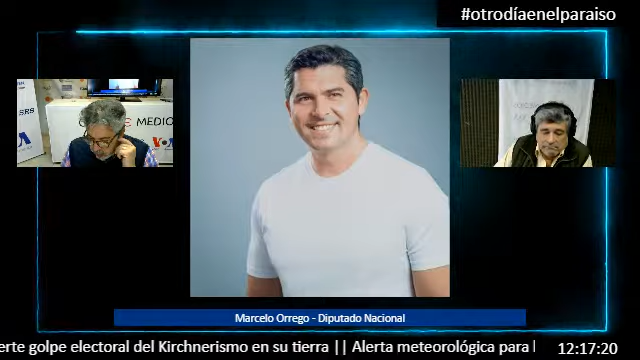 #otrodíaenelparaiso
MEDIOS
Marcelo Orrego - Diputado Nacional
erte golpe electoral del Kirchnerismo en su tierra || Alerta meteorológica para
12:17:20